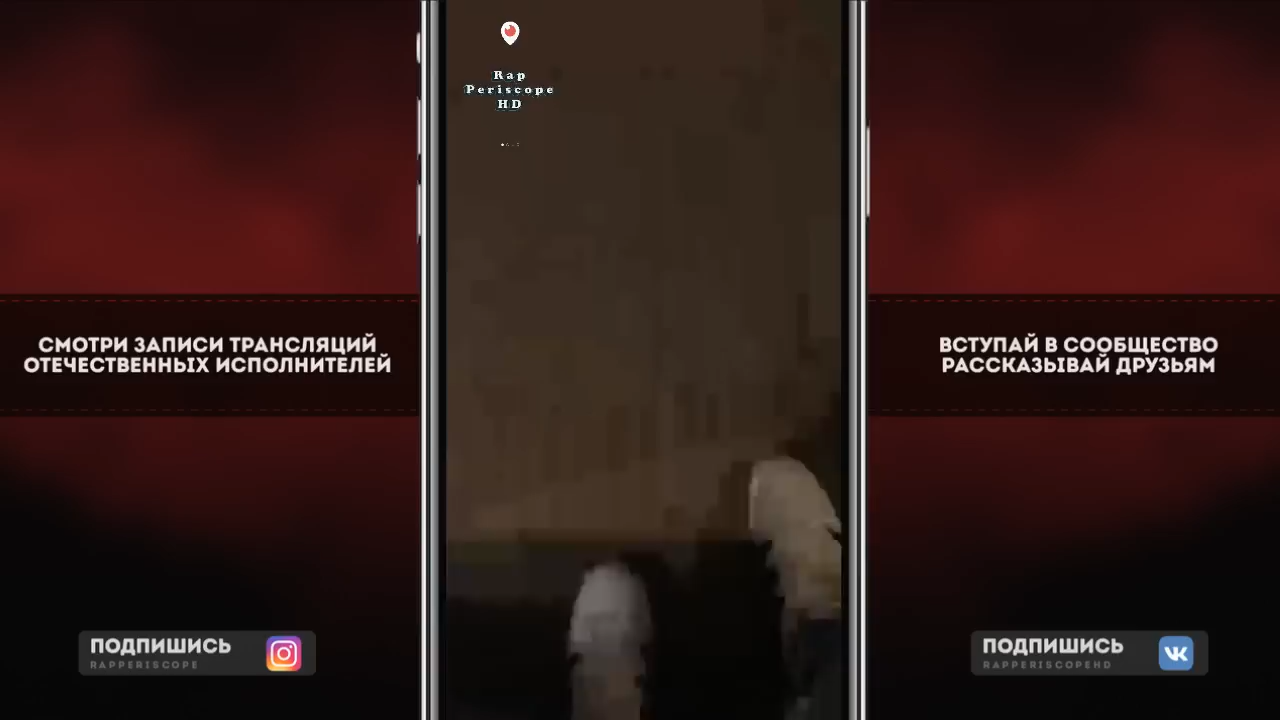 Rap
Periscope
HD
СМОТРИ ЗАПИСИ ТРАНСЛЯЦИЙ
ОТЕЧЕСТВЕННЫХ ИСПОЛНИТЕЛЕЙ
ВСТУПАЙ В СООБЩЕСТВО
РАССКАЗЫВАЙ ДРУЗЬЯМ
ПОДПИШИСЬ
RAPPERISCOPE
ПОДПИШИСЬ
RAPPERISCOPEHD